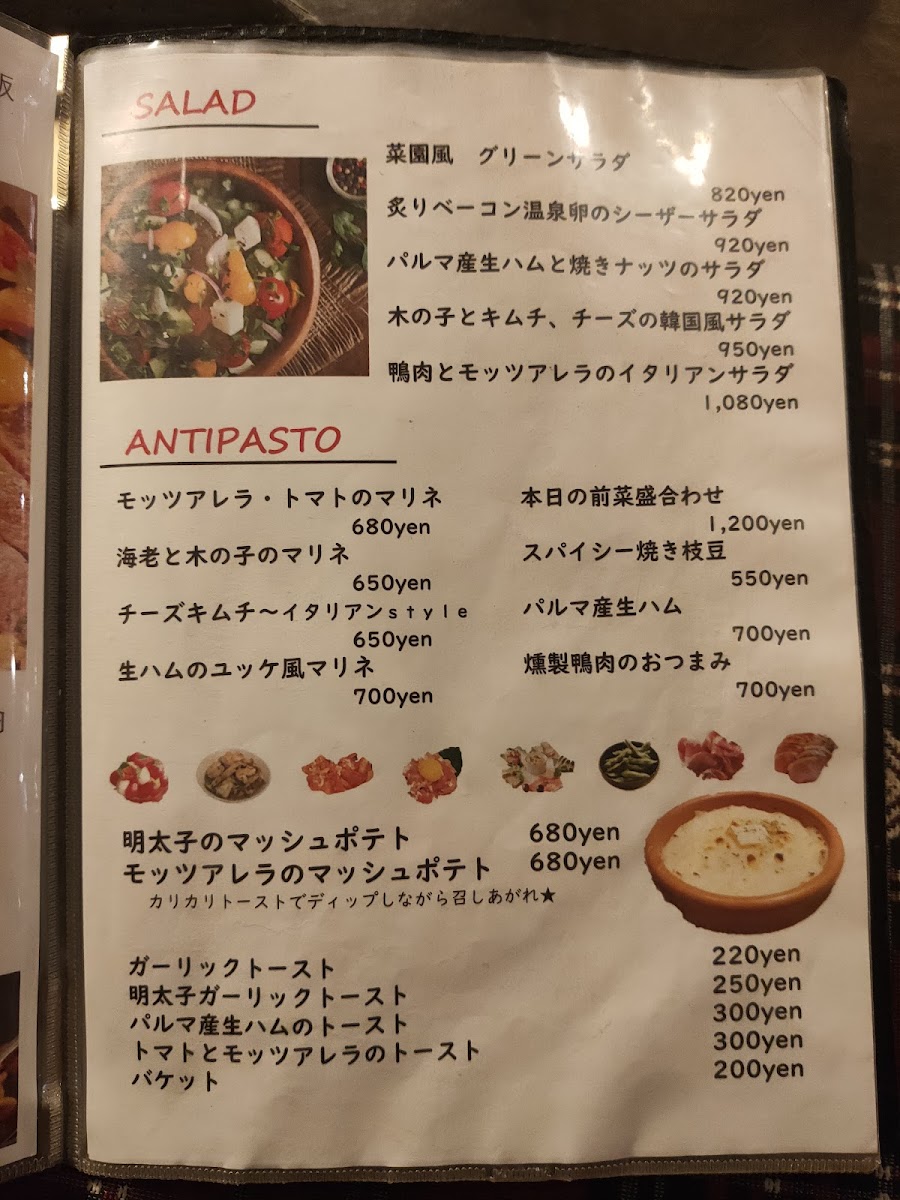 SALAD
菜園風 グリーンサラダ
820yen
炙りベーコン温泉卵のシーザーサラダ
920yen
パルマ産生ハムと焼きナッツのサラダ
920yen
木の子とキムチ、チーズの韓国風サラダ
950yen
鴨肉とモッツアレラのイタリアンサラダ
1,080yen
ANTIPASTO
モッツアレラ・トマトのマリネ
680yen
海老と木の子のマリネ
650yen
チーズキムチ～イタリアンstyle
650yen
生ハムのユッケ風マリネ
700yen
本日の前菜盛合わせ
1,200yen
スパイシー焼き枝豆
550yen
パルマ産生ハム
700yen
燻製鴨肉のおつまみ
700yen
明太子のマッシュポテト 680yen
モッツアレラのマッシュポテト 680yen
カリカリトーストでディップしながら召しあがれ★
ガーリックトースト 220yen
明太子ガーリックトースト 250yen
パルマ産生ハムのトースト 300yen
トマトとモッツアレラのトースト 300yen
バケット 200yen